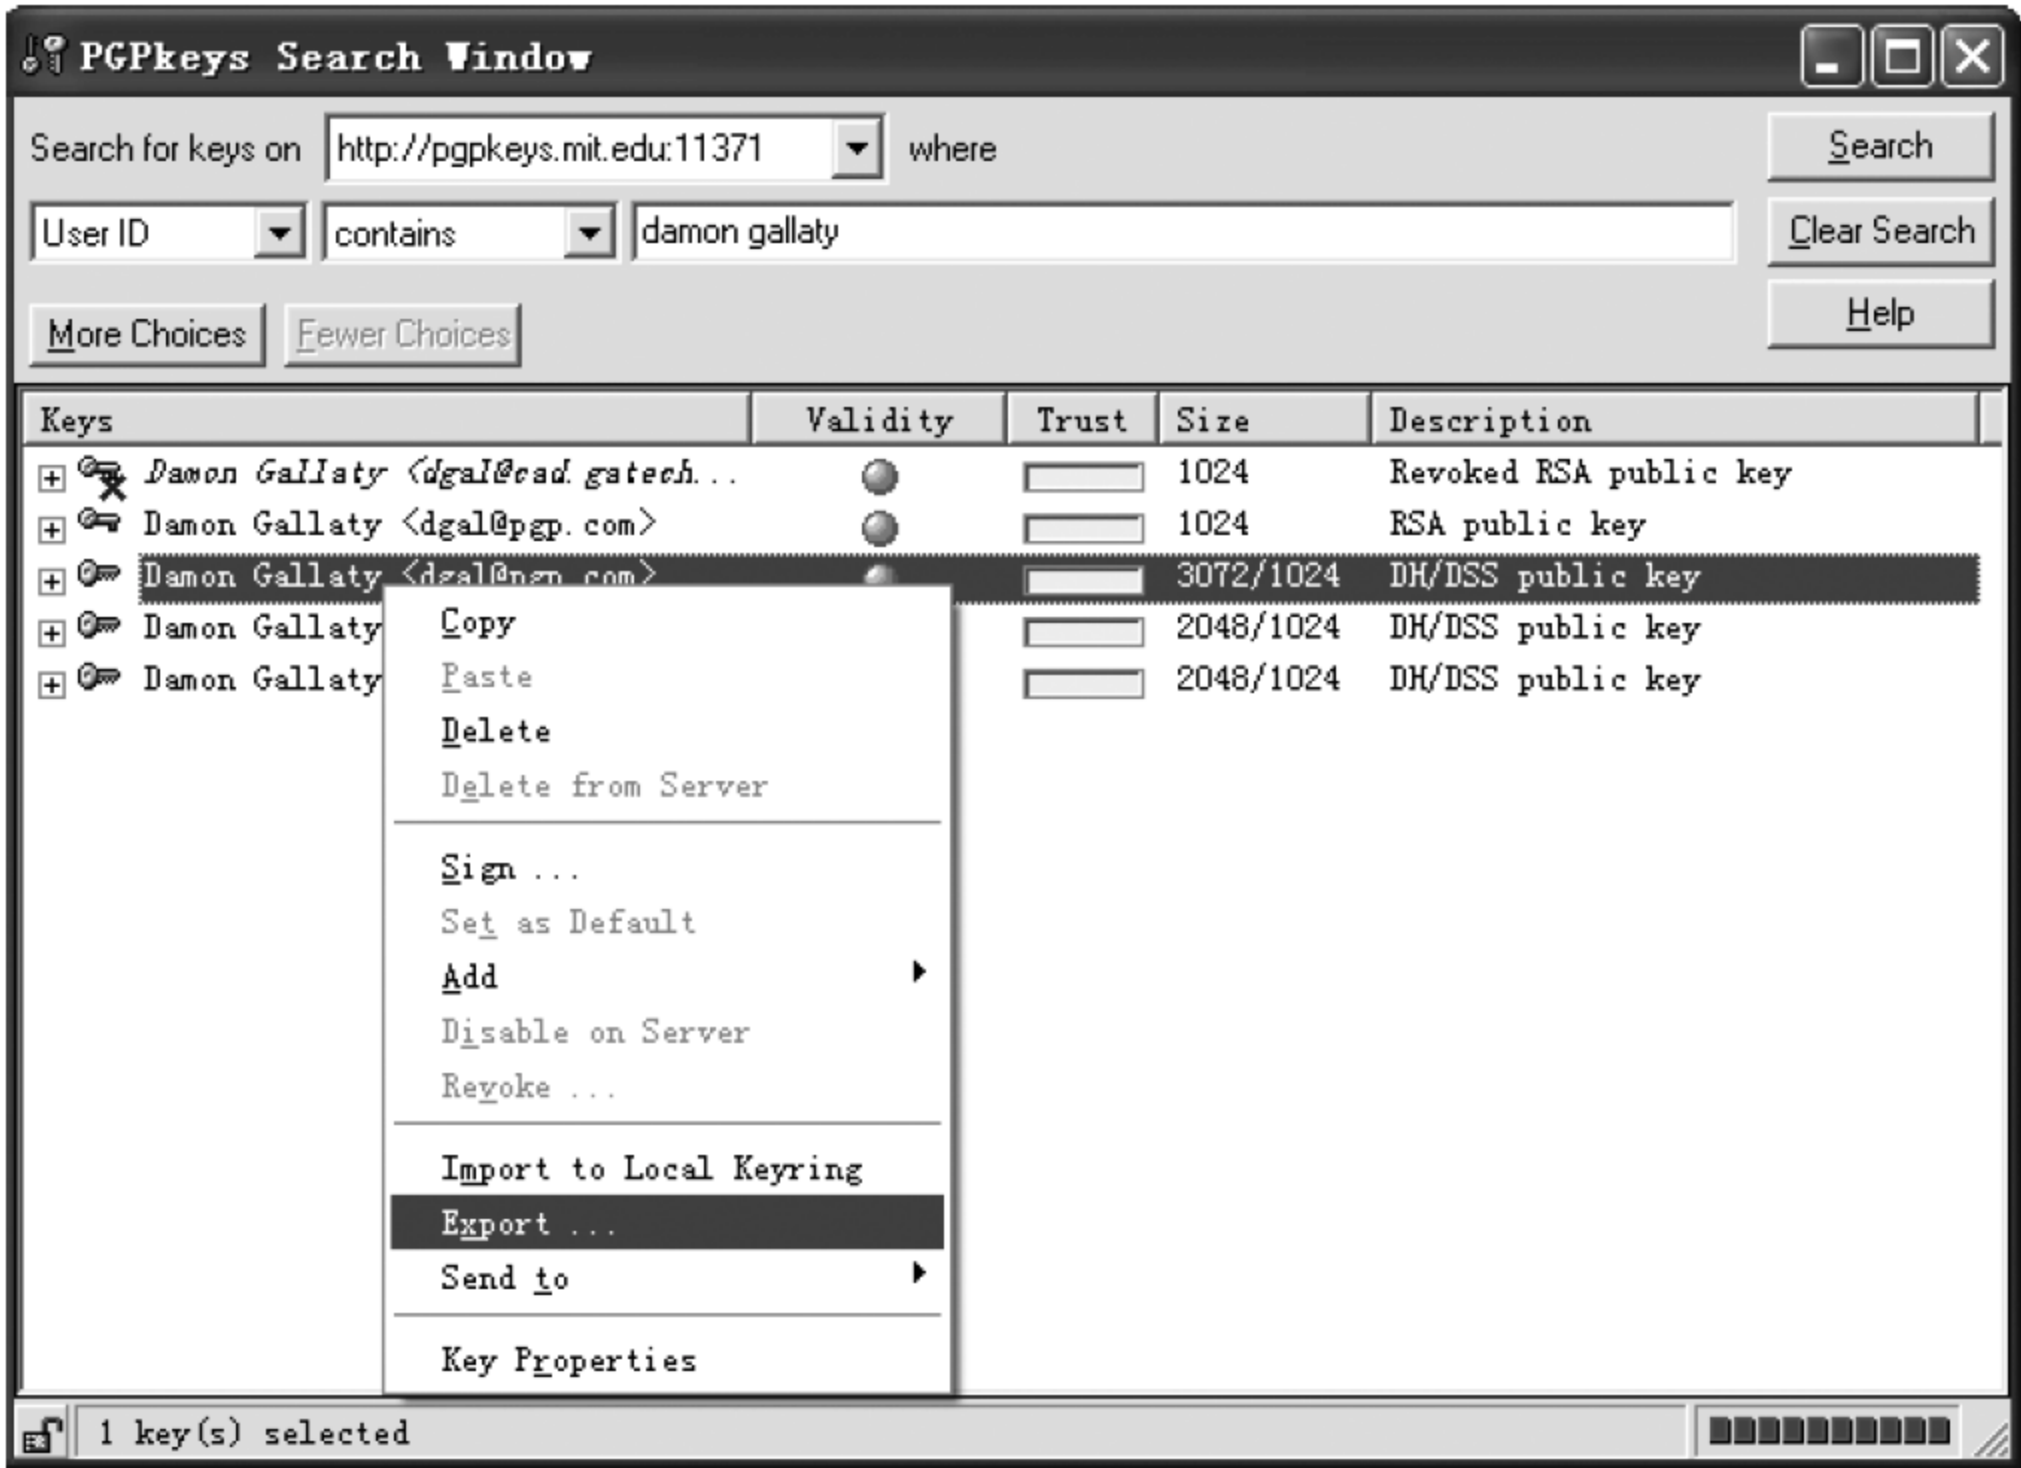 PGPkeys Search Window
Search for keys on http://pgpkeys.mit.edu:11371 where Search
User ID contains damon gallaty Clear Search
More Choices Fewer Choices Help
Keys Validity Trust Size Description
Damon Gallaty <dgal@cad.gatech... 1024 Revoked RSA public key
Damon Gallaty <dgal@pgp.com> 1024 RSA public key
Damon Gallaty <dgal@pgp.com> 3072/1024 DH/DSS public key
Damon Gallaty 2048/1024 DH/DSS public key
Damon Gallaty 2048/1024 DH/DSS public key
Copy
Paste
Delete
Delete from Server
Sign ...
Set as Default
Add
Disable on Server
Revoke ...
Import to Local Keyring
Export ...
Send to
Key Properties
1 key(s) selected